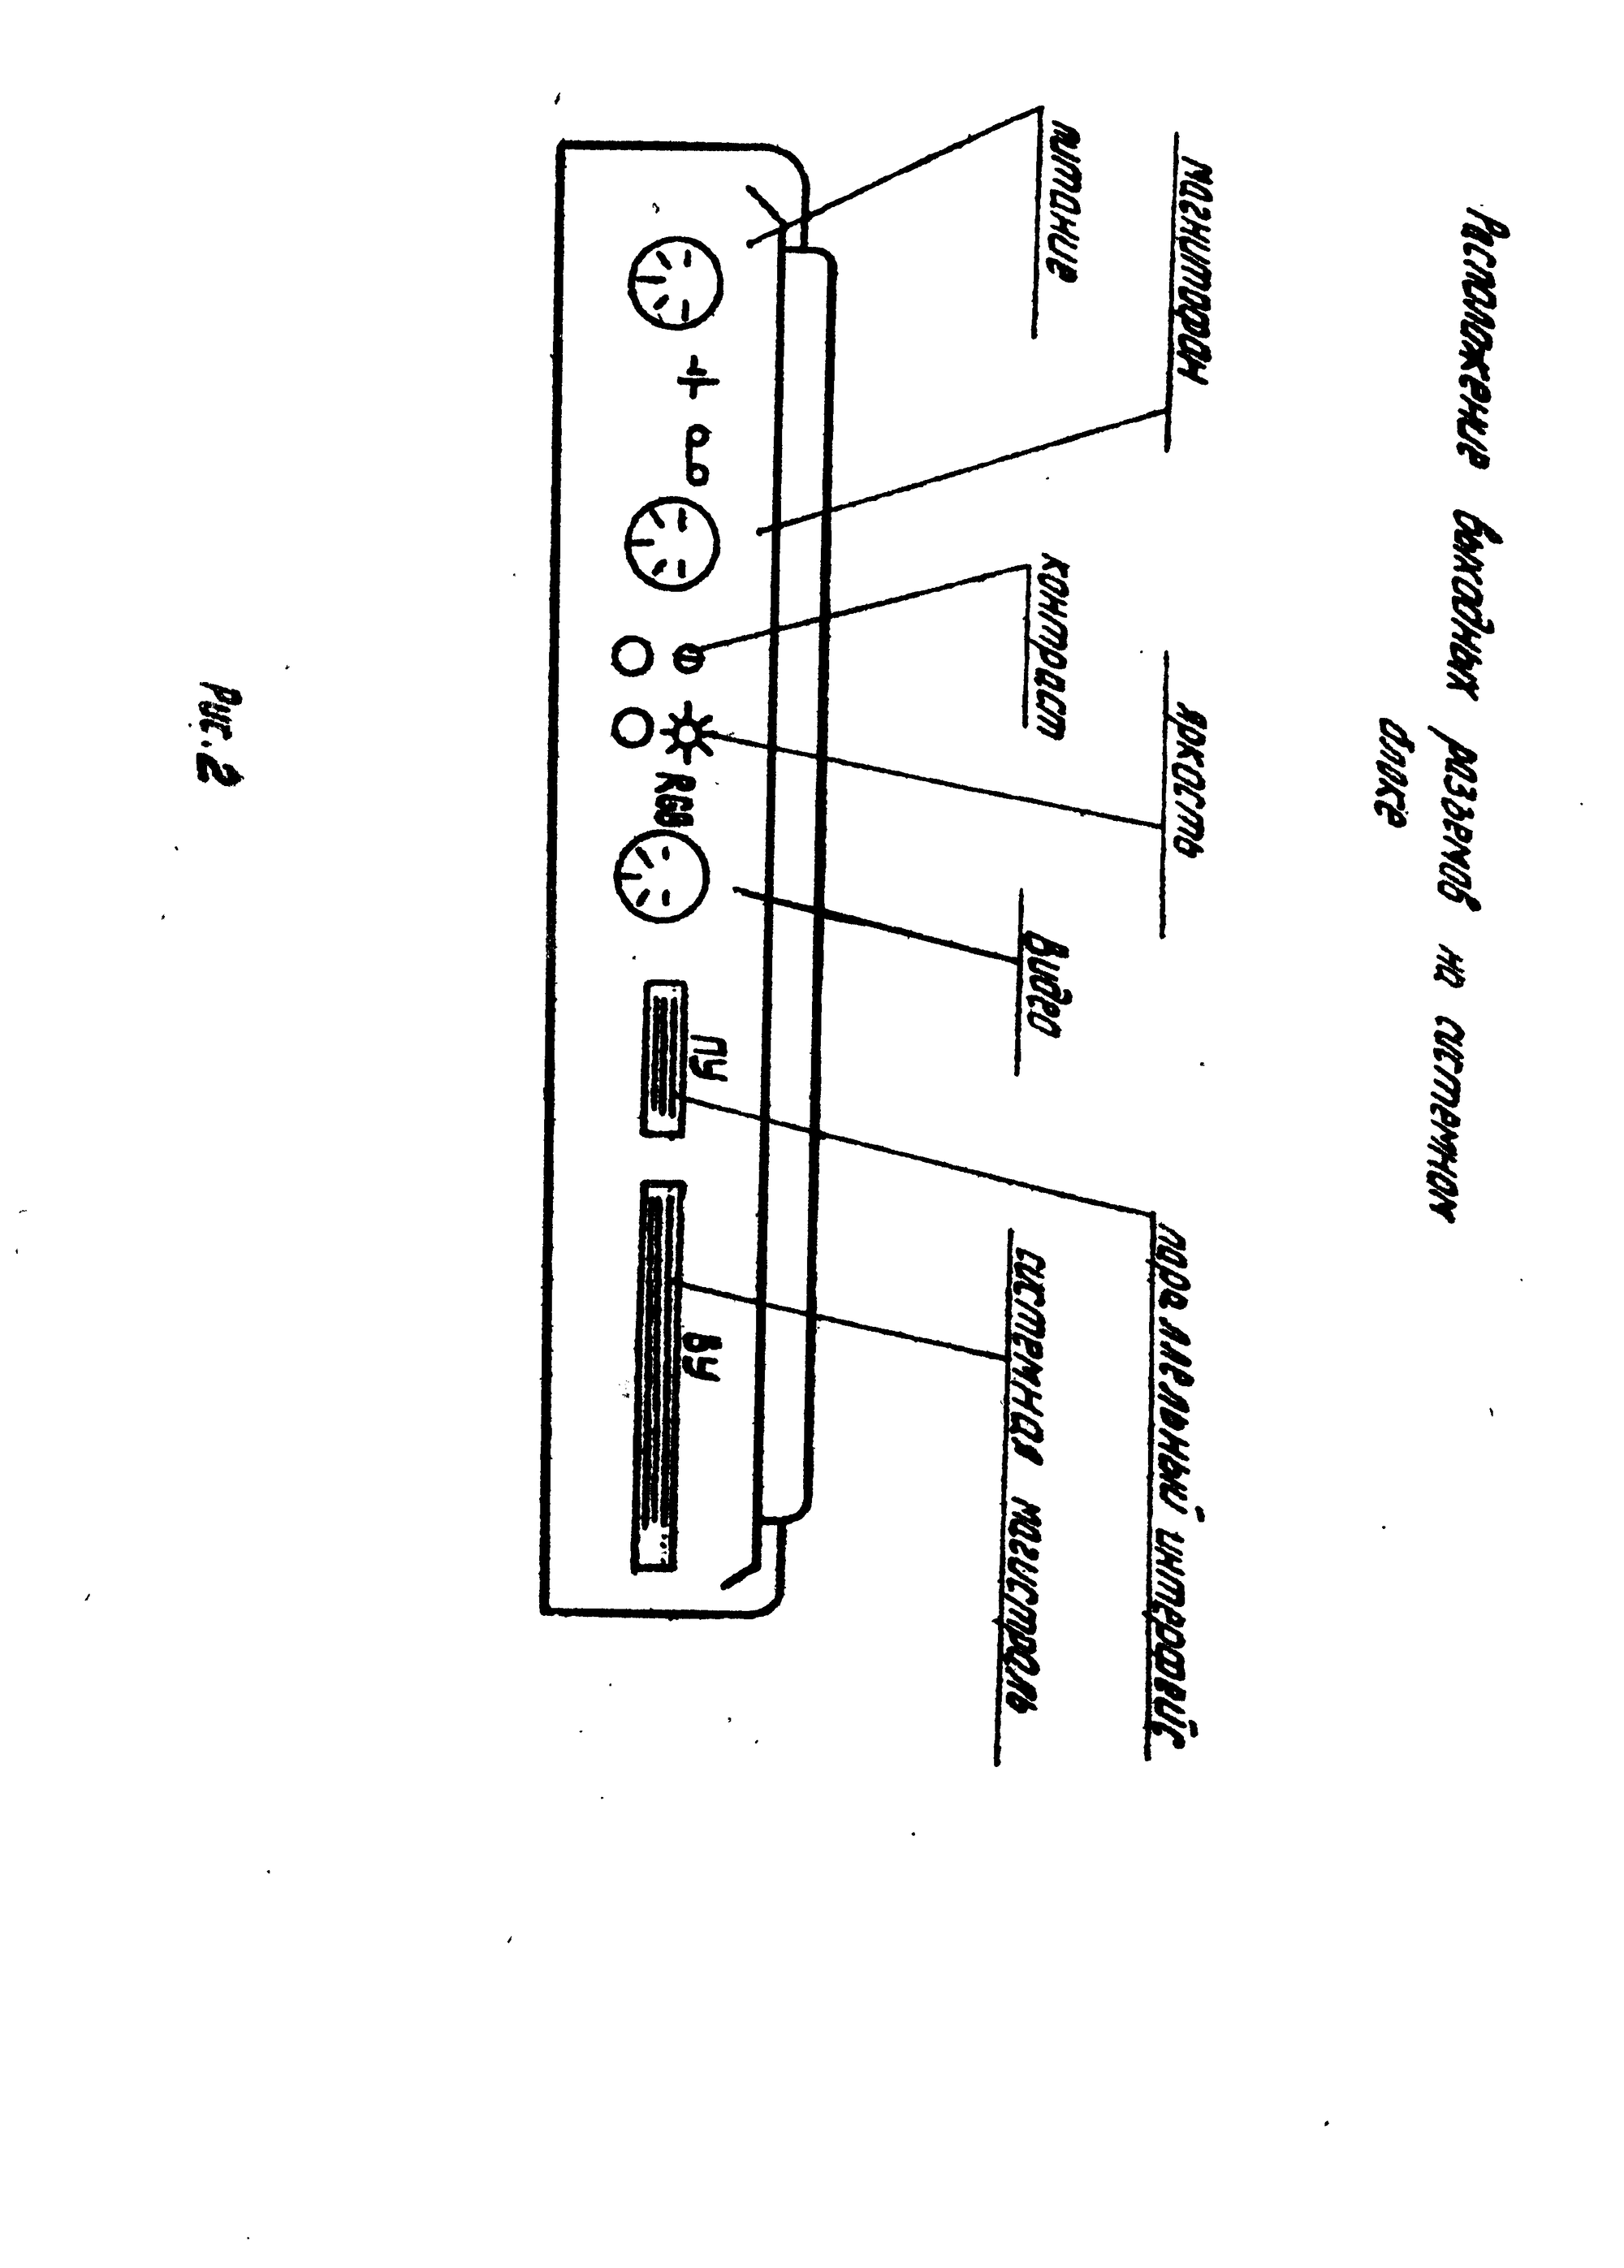 Расположение выходных разъемов на системном
блоке
магнитофон
яркость
параллельный интерфейс
питание
контраст
Видео
системная магистраль
RGB
ПУ
ВУ
Рис. 2